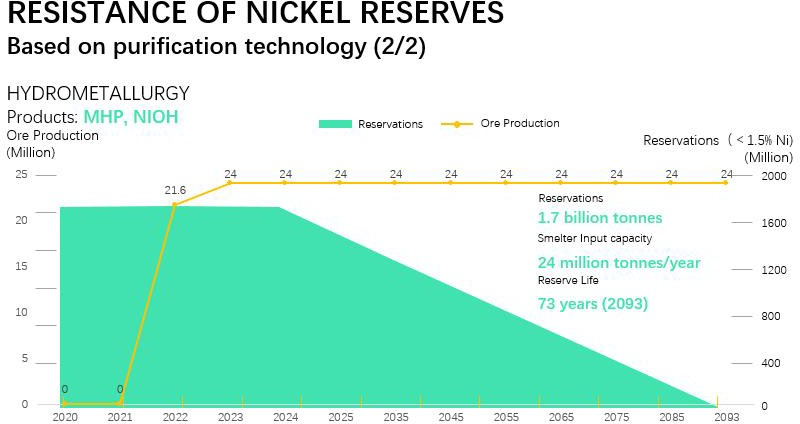 RESISTANCE OF NICKEL RESERVES
Based on purification technology (2/2)
HYDROMETALLURGY
Products: MHP, NIOH
Ore Production
(Million)
Reservations
Ore Production
Reservations ( < 1.5% Ni)
(Million)
25
20
15
10
5
0
0
0
21.6
24
24
24
24
24
24
24
24
24
24
Reservations
1.7 billion tonnes
Smelter Input capacity
24 million tonnes/year
Reserve Life
73 years (2093)
2000
1600
1200
800
400
0
2020
2021
2022
2023
2024
2025
2035
2045
2055
2065
2075
2085
2093